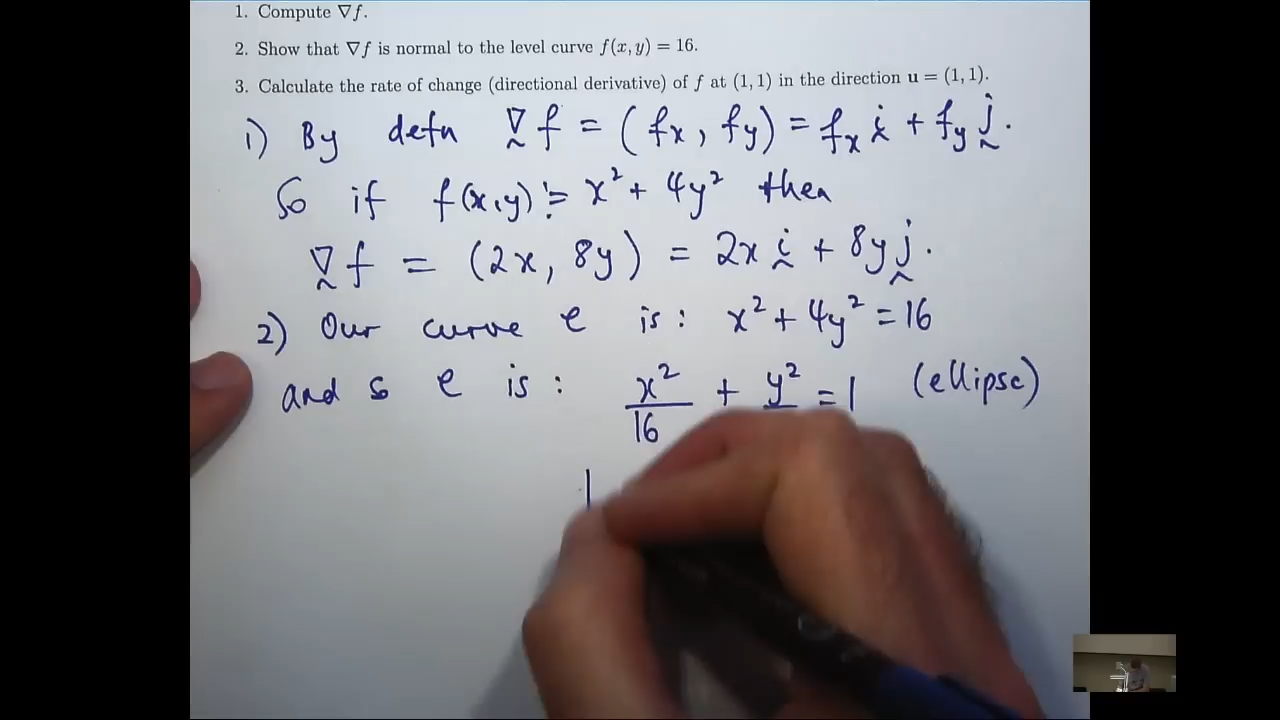 1. Compute ∇f.
2. Show that ∇f is normal to the level curve f(x, y) = 16.
3. Calculate the rate of change (directional derivative) of f at (1, 1) in the direction u = (1, 1).
1) By defn ∇f = (fx, fy) = fx i + fy j.
So if f(x,y) := x² + 4y² then
∇f = (2x, 8y) = 2x i + 8y j.
2) Our curve C is: x² + 4y² = 16
and so C is: x²/16 + y²/ = 1 (ellipse)